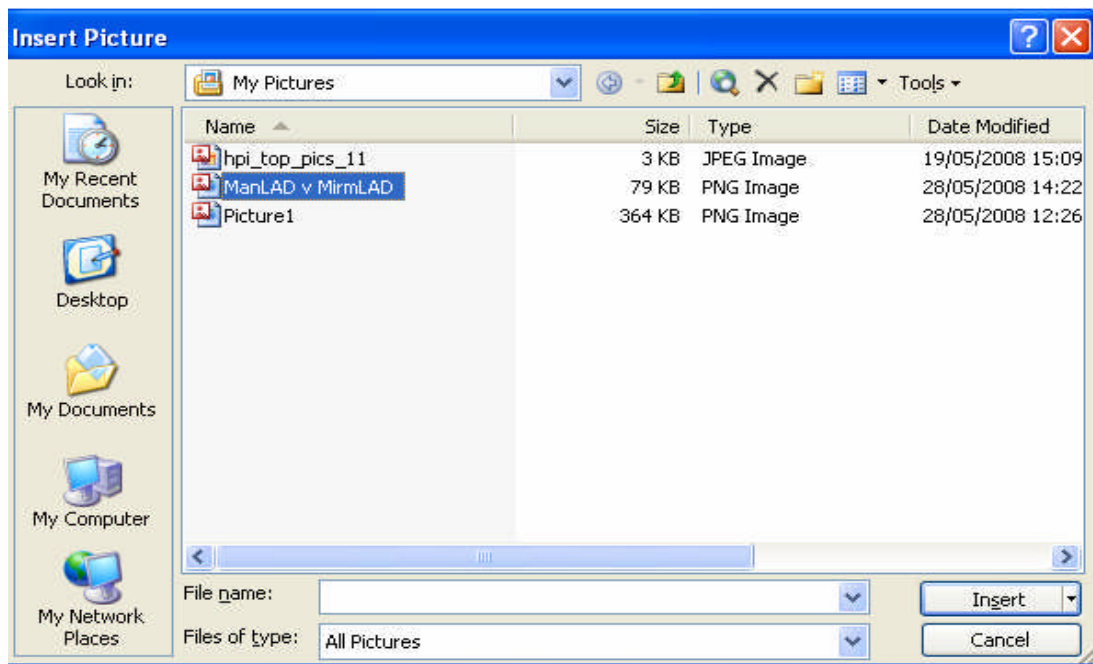 Insert Picture
Look in: My Pictures Tools
Name Size Type Date Modified
hpi_top_pics_11 3 KB JPEG Image 19/05/2008 15:09
ManLAD v MirmLAD 79 KB PNG Image 28/05/2008 14:22
Picture1 364 KB PNG Image 28/05/2008 12:26
My Recent
Documents
Desktop
My Documents
My Computer
My Network
Places
File name: Insert
Files of type: All Pictures Cancel